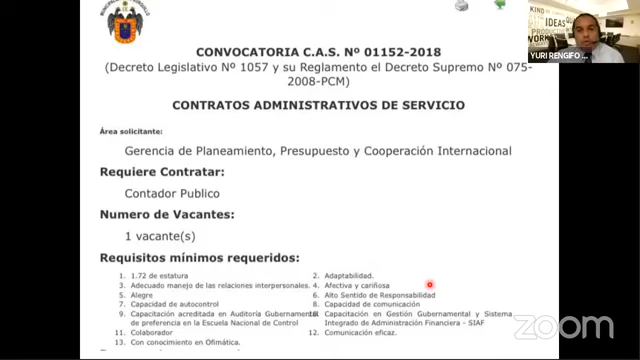 CONVOCATORIA C.A.S. Nº 01152-2018
(Decreto Legislativo Nº 1057 y su Reglamento el Decreto Supremo Nº 075-
2008-PCM)
CONTRATOS ADMINISTRATIVOS DE SERVICIO
Área solicitante:
Gerencia de Planeamiento, Presupuesto y Cooperación Internacional
Requiere Contratar:
Contador Publico
Numero de Vacantes:
1 vacante(s)
Requisitos mínimos requeridos:
1. 1.72 de estatura
2. Adaptabilidad.
3. Adecuado manejo de las relaciones interpersonales.
4. Afectiva y cariñosa
5. Alegre
6. Alto Sentido de Responsabilidad
7. Capacidad de autocontrol
8. Capacidad de comunicación
9. Capacitación acreditada en Auditoría Gubernamental
de preferencia en la Escuela Nacional de Control
10. Capacitación en Gestión Gubernamental y Sistema
Integrado de Administración Financiera - SIAF
11. Colaborador
12. Comunicación eficaz.
13. Con conocimiento en Ofimática.
KIND
IDEAS
PRODUCTI
WORK
YURI RENGIFO ...
zoom